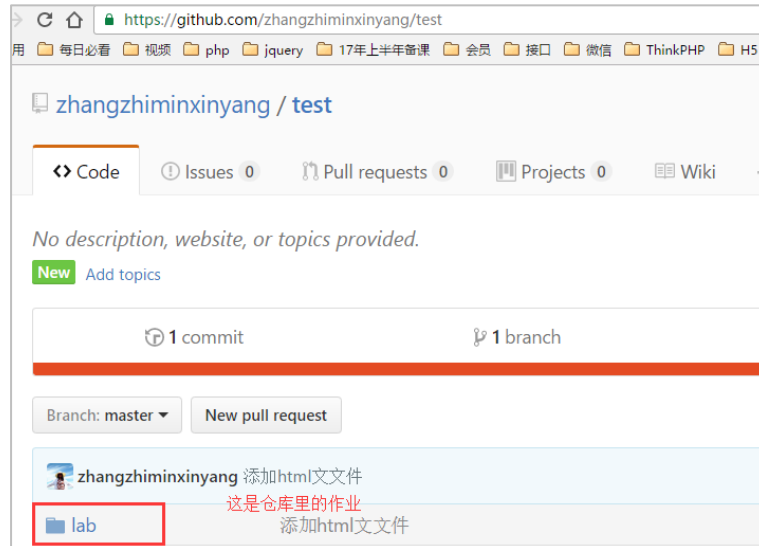 https://github.com/zhangzhiminxinyang/test
用 每日必看 视频 php jquery 17年上半年备课 会员 接口 微信 ThinkPHP H5
zhangzhiminxinyang / test
Code Issues 0 Pull requests 0 Projects 0 Wiki
No description, website, or topics provided.
New Add topics
1 commit 1 branch
Branch: master New pull request
zhangzhiminxinyang 添加html文文件
这是仓库里的作业
lab 添加html文文件